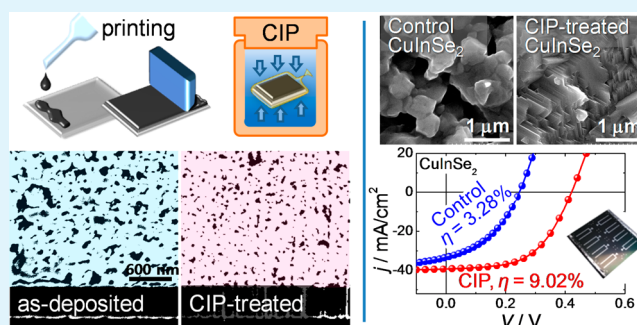 printing
CIP
600 nm
as-deposited
CIP-treated
Control
CuInSe2
1 μm
CIP-treated
CuInSe2
1 μm
CuInSe2
Control
η = 3.28%
CIP, η = 9.02%
j / mA/cm²
20
0
-20
-40
0.0
0.2
0.4
0.6
V / V